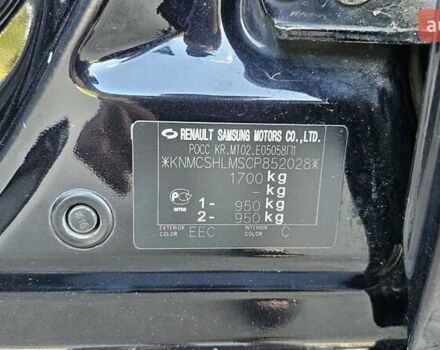 RENAULT SAMSUNG MOTORS CO.,LTD.
РОСС KR.MT02.E05058П1
*KNMCSHLMSCP852028*
1700 kg
- kg
1- 950 kg
2- 950 kg
EXTERIOR COLOR EEC INTERIOR COLOR C